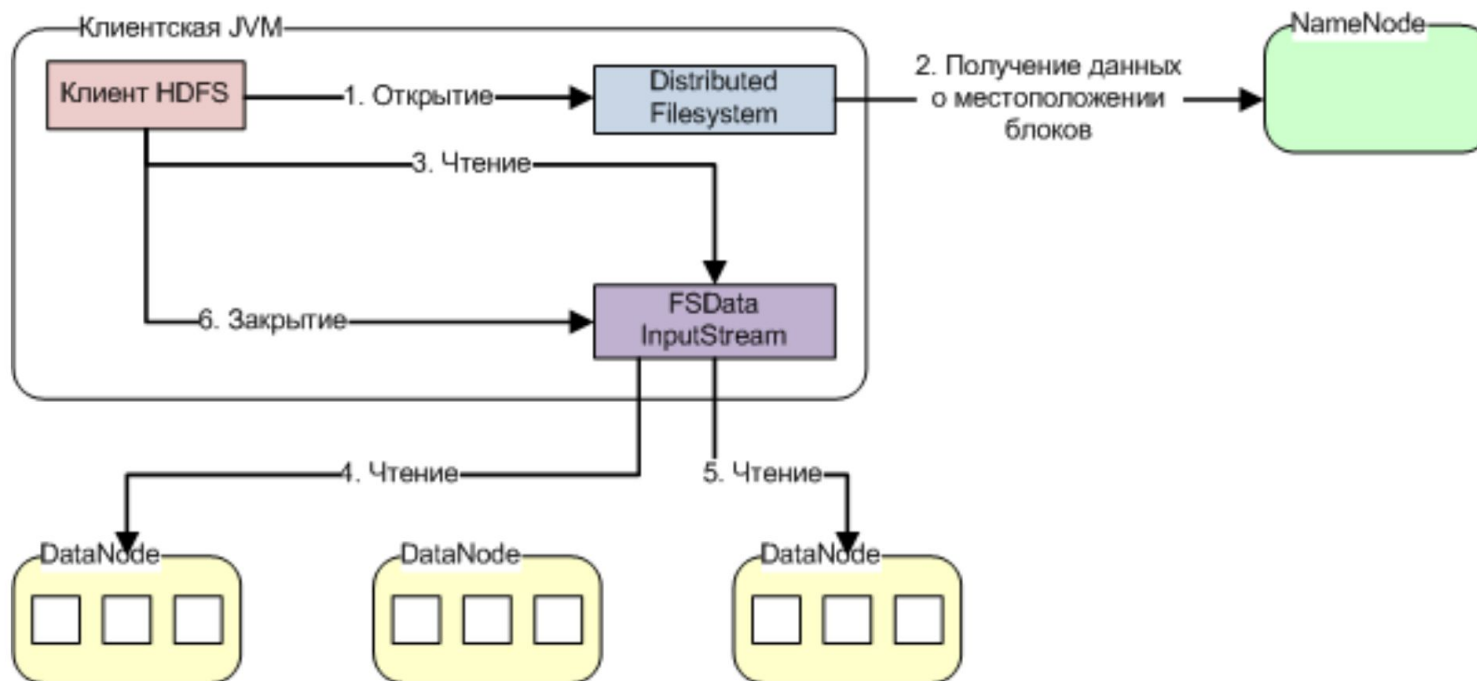 Клиентская JVM
NameNode
Клиент HDFS
1. Открытие
Distributed
Filesystem
2. Получение данных
о местоположении
блоков
3. Чтение
6. Закрытие
FSData
InputStream
4. Чтение
5. Чтение
DataNode
DataNode
DataNode